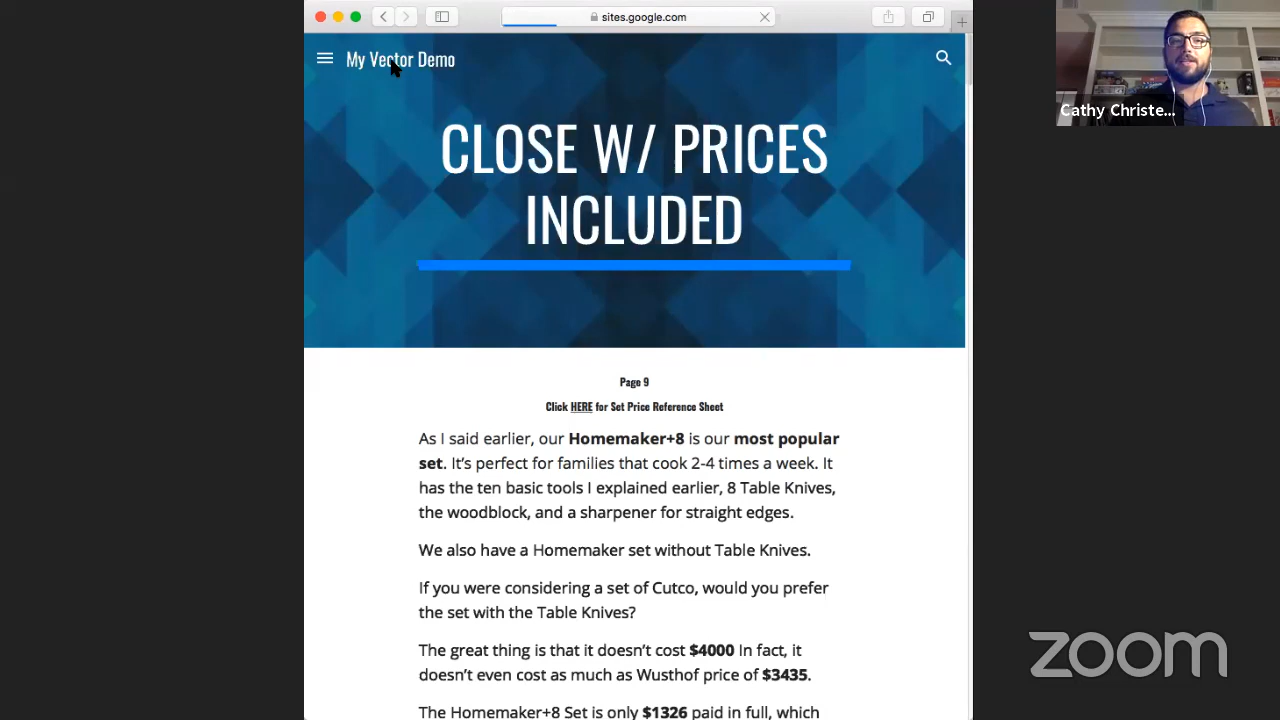 sites.google.com
My Vector Demo
Cathy Christe...
CLOSE W/ PRICES
INCLUDED
Page 9
Click HERE for Set Price Reference Sheet
As I said earlier, our Homemaker+8 is our most popular
set. It's perfect for families that cook 2-4 times a week. It
has the ten basic tools I explained earlier, 8 Table Knives,
the woodblock, and a sharpener for straight edges.
We also have a Homemaker set without Table Knives.
If you were considering a set of Cutco, would you prefer
the set with the Table Knives?
The great thing is that it doesn't cost $4000 In fact, it
doesn't even cost as much as Wusthof price of $3435.
The Homemaker+8 Set is only $1326 paid in full, which
zoom